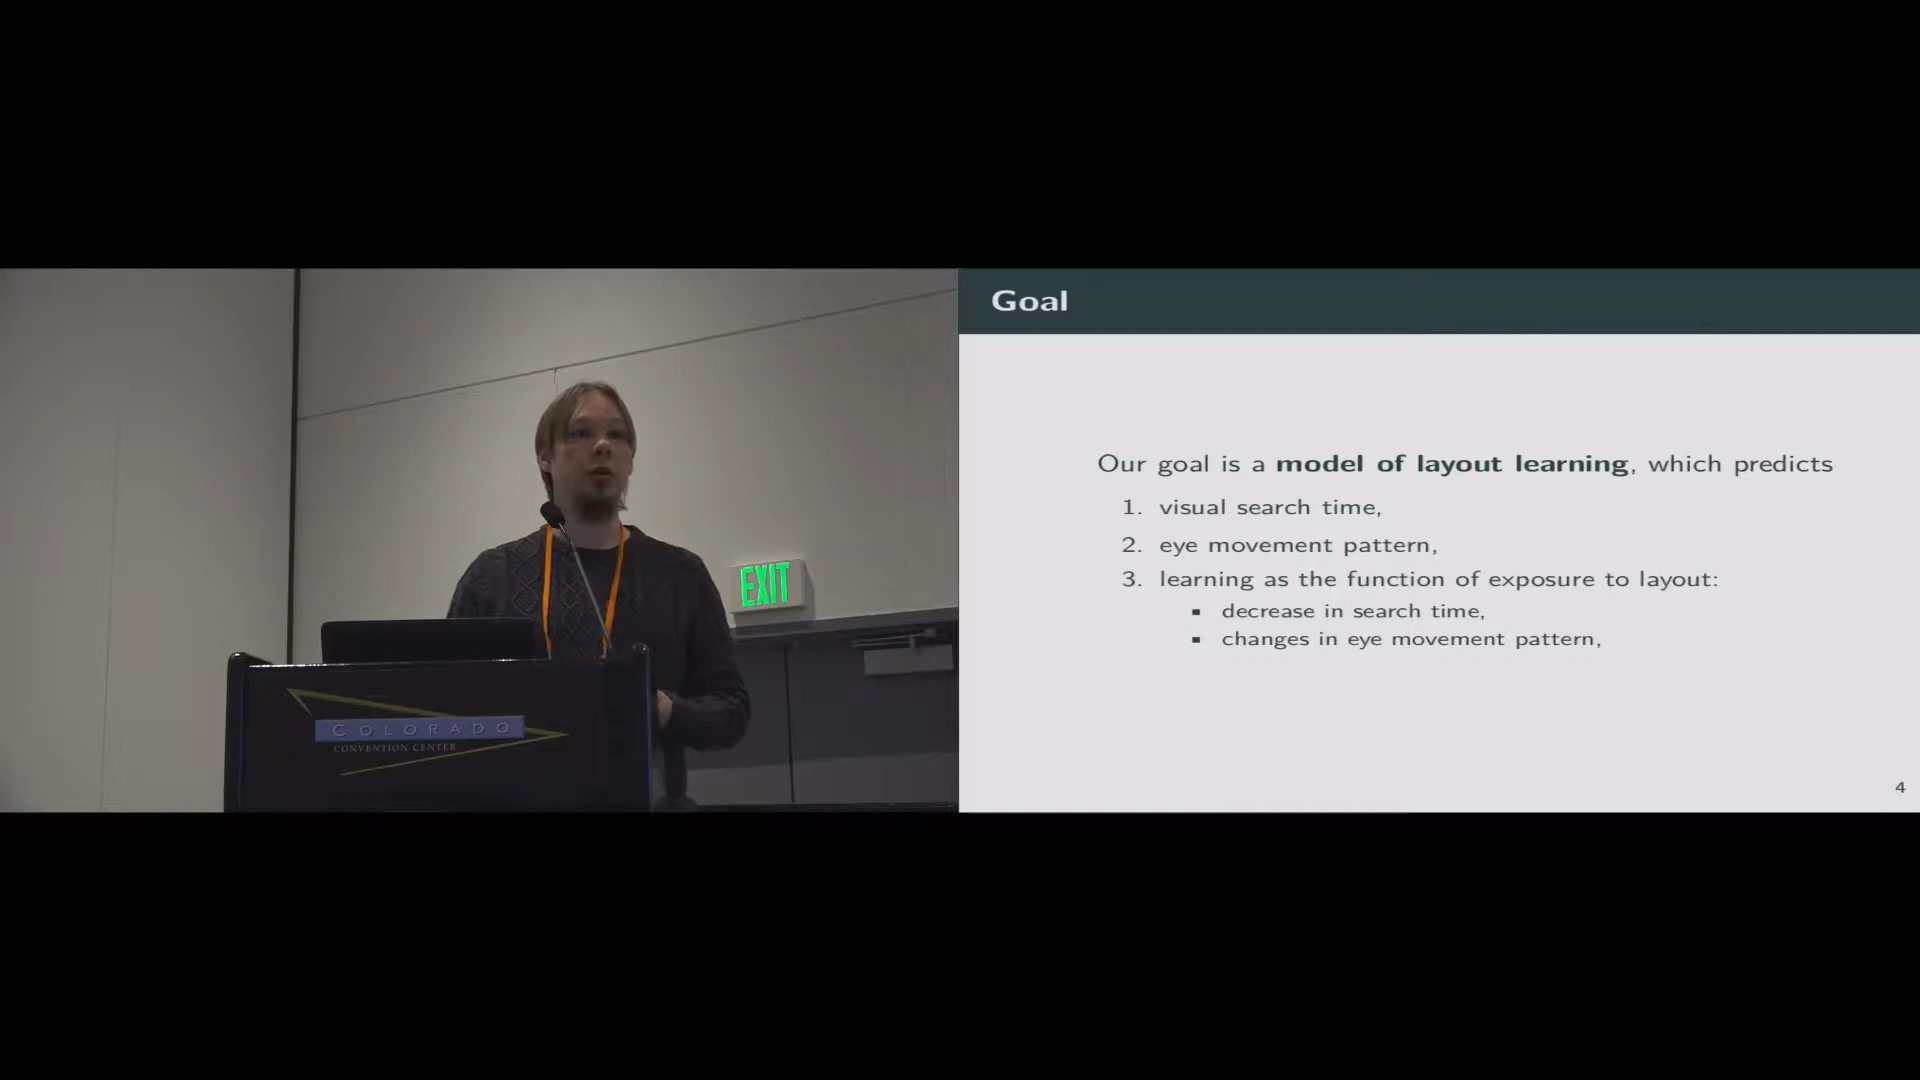 EXIT
COLORADO
CONVENTION CENTER
Goal
Our goal is a model of layout learning, which predicts
1. visual search time,
2. eye movement pattern,
3. learning as the function of exposure to layout:
▪ decrease in search time,
▪ changes in eye movement pattern,
4